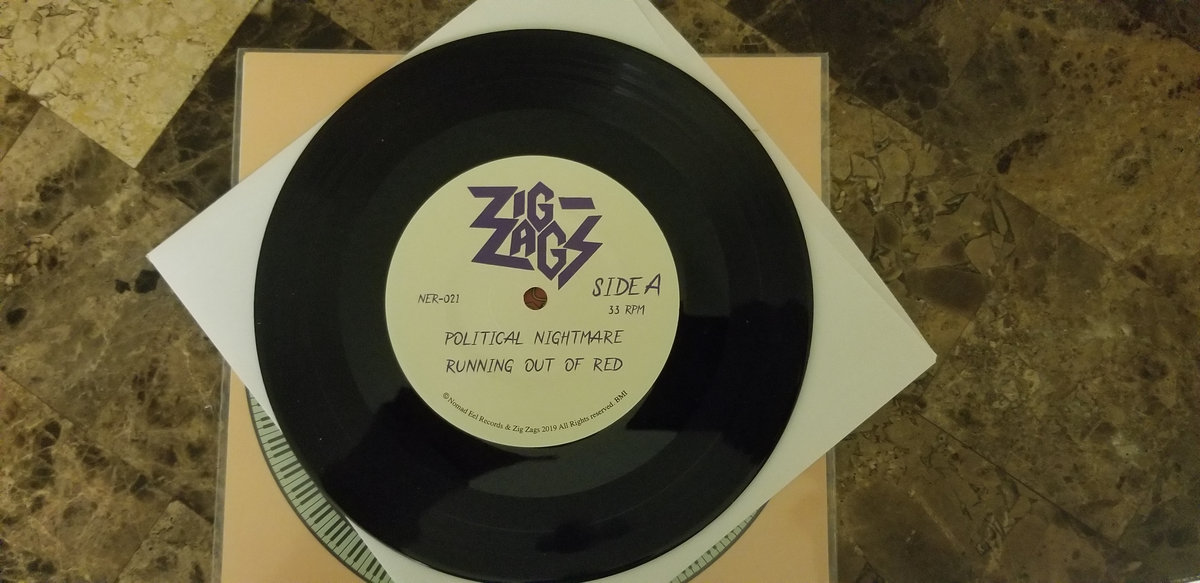 ZIG-
ZAGS
SIDE A
NER-021
33 RPM
POLITICAL NIGHTMARE
RUNNING OUT OF RED
© Nomad Eel Records & Zig Zags 2019 All Rights reserved. BMI